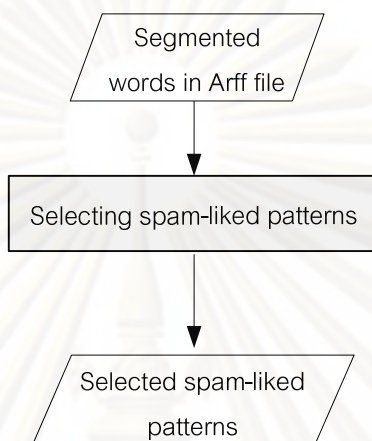 Segmented
words in Arff file
Selecting spam-liked patterns
Selected spam-liked
patterns